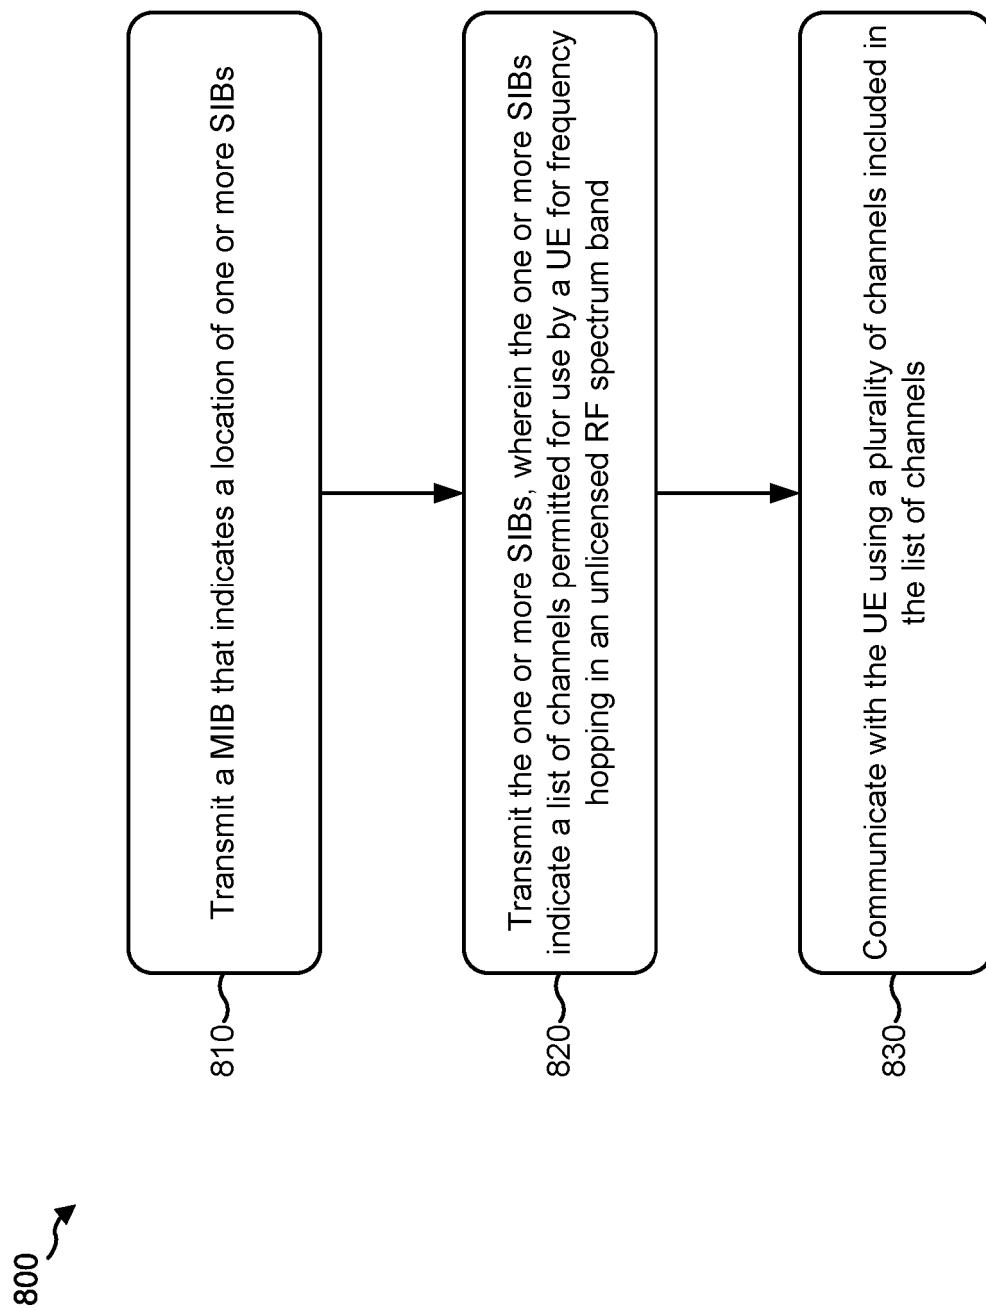 800
810
Transmit a MIB that indicates a location of one or more SIBs
820
Transmit the one or more SIBs, wherein the one or more SIBs
indicate a list of channels permitted for use by a UE for frequency
hopping in an unlicensed RF spectrum band
830
Communicate with the UE using a plurality of channels included in
the list of channels